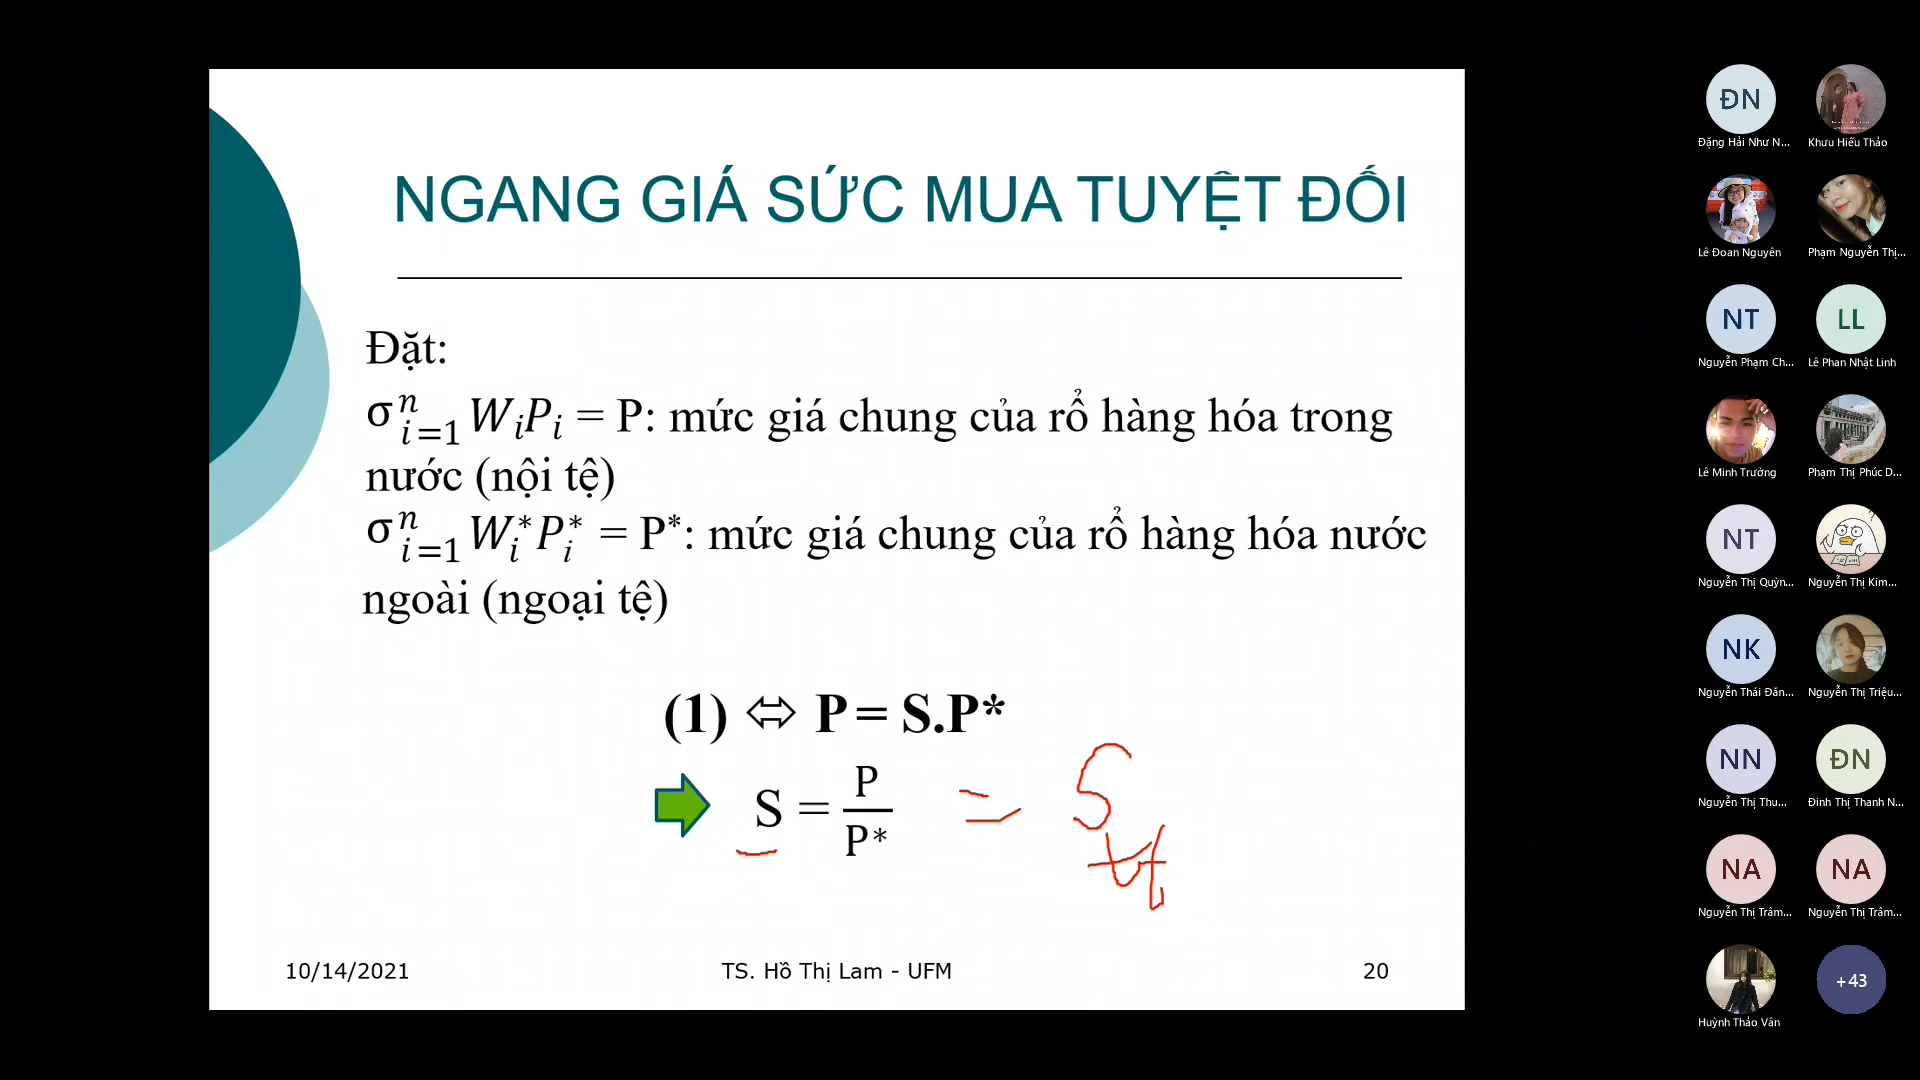 NGANG GIÁ SỨC MUA TUYỆT ĐỐI
Đặt:
σⁿᵢ₌₁ WᵢPᵢ = P: mức giá chung của rổ hàng hóa trong
nước (nội tệ)
σⁿᵢ₌₁ Wᵢ*Pᵢ* = P*: mức giá chung của rổ hàng hóa nước
ngoài (ngoại tệ)
(1) ⇔ P = S.P*
S = P/P* = S
10/14/2021 TS. Hồ Thị Lam - UFM 20
ĐN
Đặng Hải Như N...
Khưu Hiếu Thảo
Lê Đoan Nguyên
Phạm Nguyễn Thị...
NT
Nguyễn Phạm Ch...
LL
Lê Phan Nhật Linh
Lê Minh Trường
Phạm Thị Phúc D...
NT
Nguyễn Thị Quỳn...
Nguyễn Thị Kim...
NK
Nguyễn Thái Đăn...
Nguyễn Thị Triệu...
NN
Nguyễn Thị Thu...
ĐN
Đinh Thị Thanh N...
NA
Nguyễn Thị Trâm...
NA
Nguyễn Thị Trâm...
Huỳnh Thảo Vân
+43